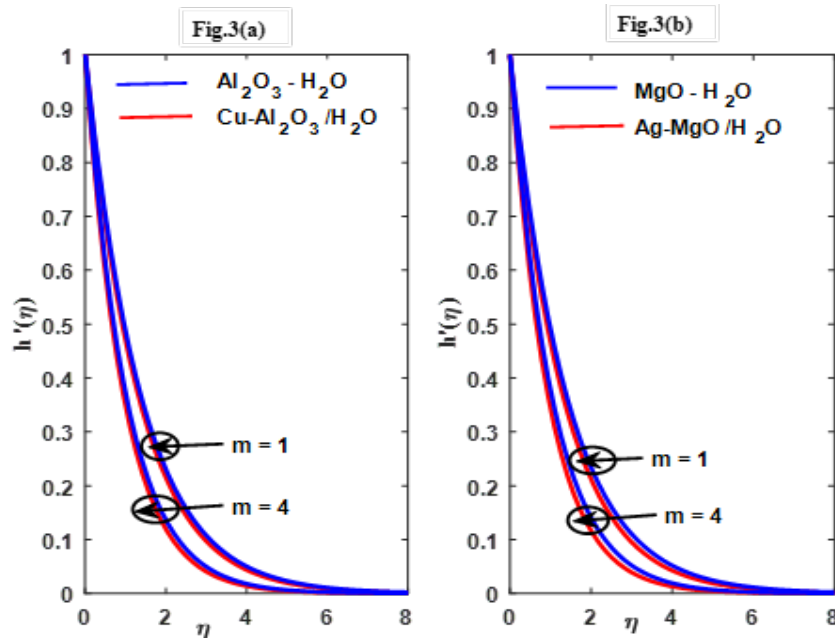 Fig.3(a)
1
0.9
0.8
0.7
0.6
0.5
0.4
0.3
0.2
0.1
0
h'(η)
Al₂O₃ - H₂O
Cu-Al₂O₃ /H₂O
m = 1
m = 4
0 2 4 6 8
η
Fig.3(b)
1
0.9
0.8
0.7
0.6
0.5
0.4
0.3
0.2
0.1
0
h'(η)
MgO - H₂O
Ag-MgO /H₂O
m = 1
m = 4
0 2 4 6 8
η